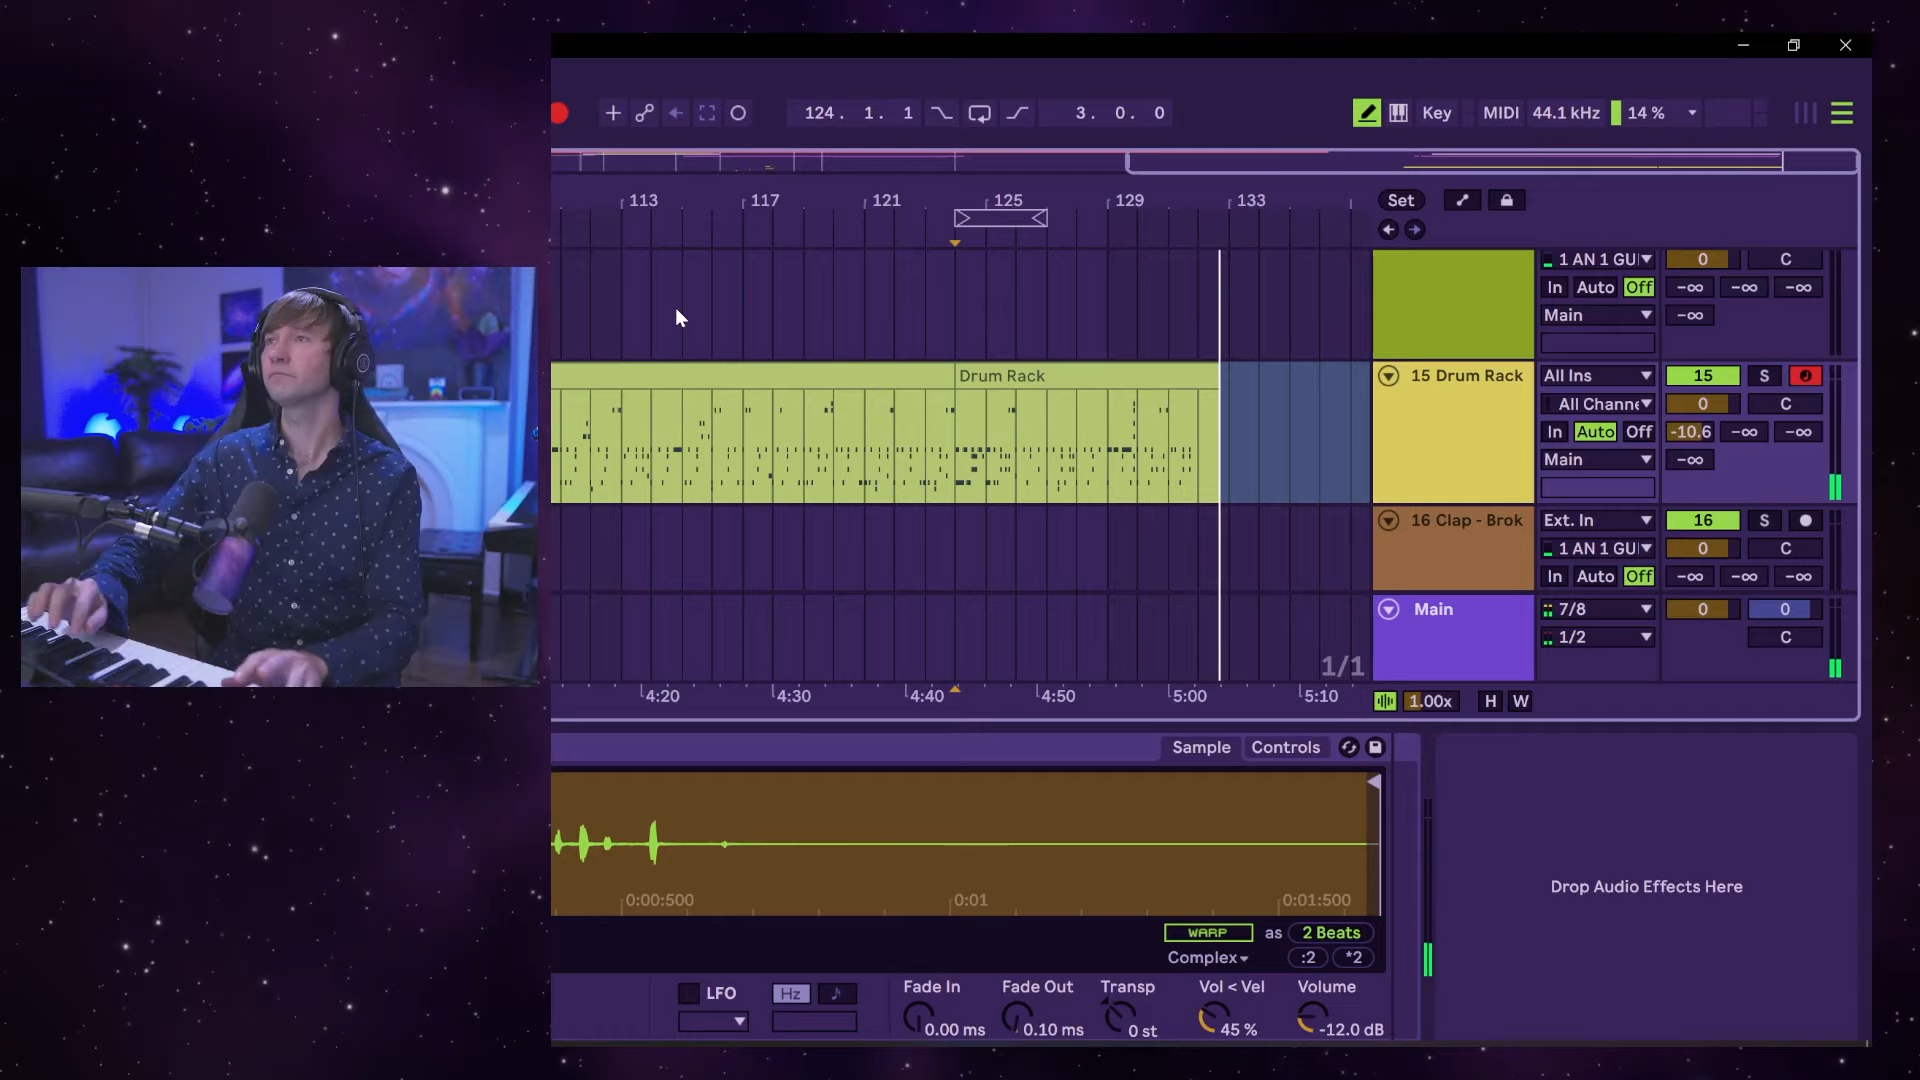 124. 1. 1
3. 0. 0
Key
MIDI
44.1 kHz
14 %
113
117
121
125
129
133
Set
1 AN 1 GUI
0
C
In
Auto
Off
-∞
-∞
-∞
Main
-∞
Drum Rack
15 Drum Rack
All Ins
15
S
All Channe
0
C
In
Auto
Off
-10.6
-∞
-∞
Main
-∞
16 Clap - Brok
Ext. In
16
S
1 AN 1 GUI
0
C
In
Auto
Off
-∞
-∞
-∞
Main
7/8
0
0
1/2
C
1/1
4:20
4:30
4:40
4:50
5:00
5:10
1.00x
H
W
Sample
Controls
0:00:500
0:01
0:01:500
WARP
as
2 Beats
Complex
:2
*2
Drop Audio Effects Here
LFO
Hz
Fade In
Fade Out
Transp
Vol < Vel
Volume
0.00 ms
0.10 ms
0 st
45 %
-12.0 dB